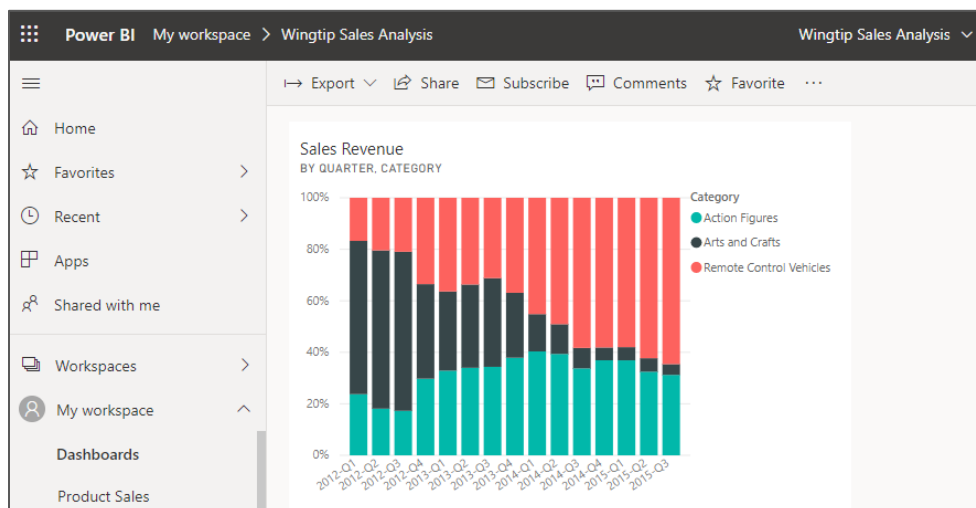 Power BI My workspace > Wingtip Sales Analysis Wingtip Sales Analysis
Export Share Subscribe Comments Favorite ...
Home
Favorites
Recent
Apps
Shared with me
Workspaces
My workspace
Dashboards
Product Sales
Sales Revenue
BY QUARTER, CATEGORY
100%
80%
60%
40%
20%
0%
2012-Q1 2012-Q2 2012-Q3 2012-Q4 2013-Q1 2013-Q2 2013-Q3 2013-Q4 2014-Q1 2014-Q2 2014-Q3 2014-Q4 2015-Q1 2015-Q2 2015-Q3
Category
Action Figures
Arts and Crafts
Remote Control Vehicles